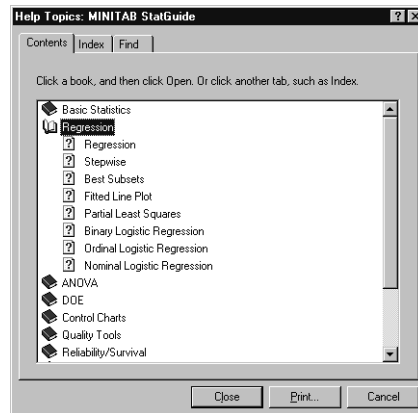 Help Topics: MINITAB StatGuide
Contents Index Find
Click a book, and then click Open. Or click another tab, such as Index.
Basic Statistics
Regression
Regression
Stepwise
Best Subsets
Fitted Line Plot
Partial Least Squares
Binary Logistic Regression
Ordinal Logistic Regression
Nominal Logistic Regression
ANOVA
DOE
Control Charts
Quality Tools
Reliability/Survival
Close Print... Cancel